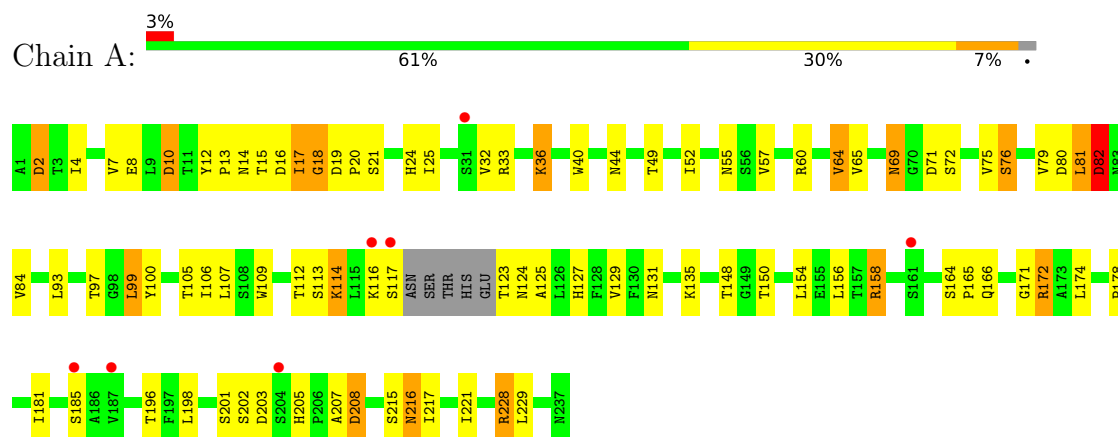 3%
Chain A:
61% 30% 7% •
A1 D2 T3 I4 V7 E8 L9 D10 T11 Y12 P13 N14 T15 D16 I17 G18 D19 P20 S21 H24 I25 S31 V32 R33 K36 W40 N44 T49 I52 N55 S56 V57 R60 V64 V65 N69 G70 D71 S72 V75 S76 V79 D80 L81 D82 N83
V84 L93 T97 G98 L99 Y100 T105 I106 L107 S108 W109 T112 S113 K114 L115 K116 S117 ASN SER THR HIS GLU T123 N124 A125 L126 H127 F128 V129 F130 N131 K135 T148 G149 T150 L154 E155 L156 T157 R158 S161 S164 P165 Q166 G171 R172 A173 L174
I181 S185 A186 V187 T196 F197 L198 S201 S202 D203 S204 H205 P206 A207 D208 S215 N216 I217 I221 R228 L229 N237